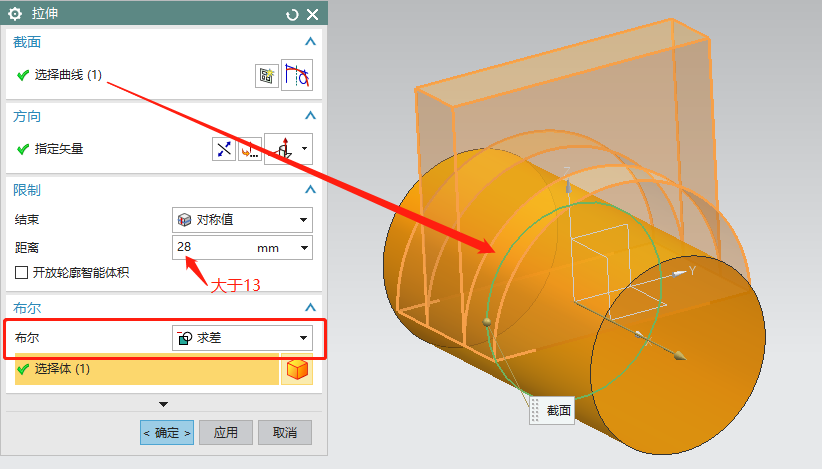 拉伸
截面
选择曲线 (1)
方向
指定矢量
限制
结束 对称值
距离 28 mm
大于13
开放轮廓智能体积
布尔
布尔 求差
选择体 (1)
< 确定 > 应用 取消
Z
Y
截面